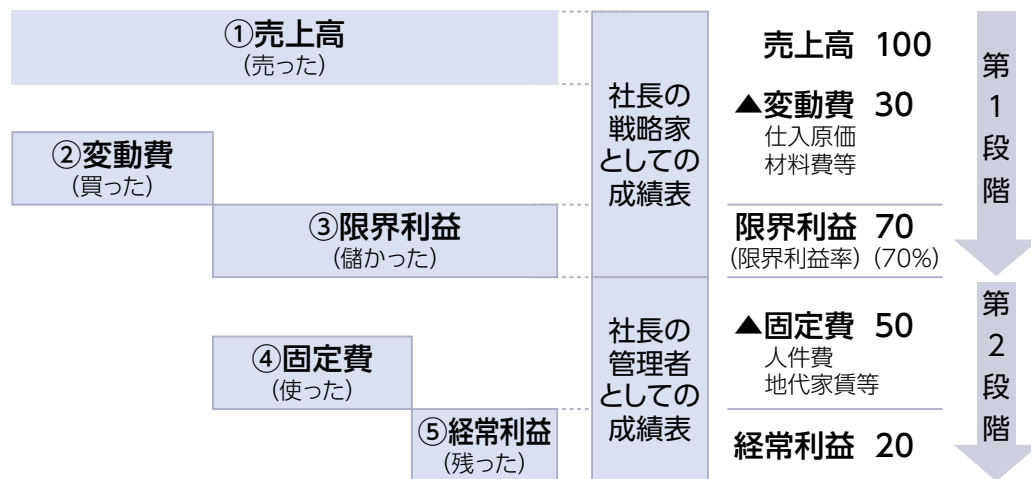 ①売上高
(売った)
②変動費
(買った)
③限界利益
(儲かった)
④固定費
(使った)
⑤経常利益
(残った)
社長の
戦略家
としての
成績表
社長の
管理者
としての
成績表
売上高 100
▲変動費 30
仕入原価
材料費等
限界利益 70
(限界利益率) (70%)
▲固定費 50
人件費
地代家賃等
経常利益 20
第1段階
第2段階